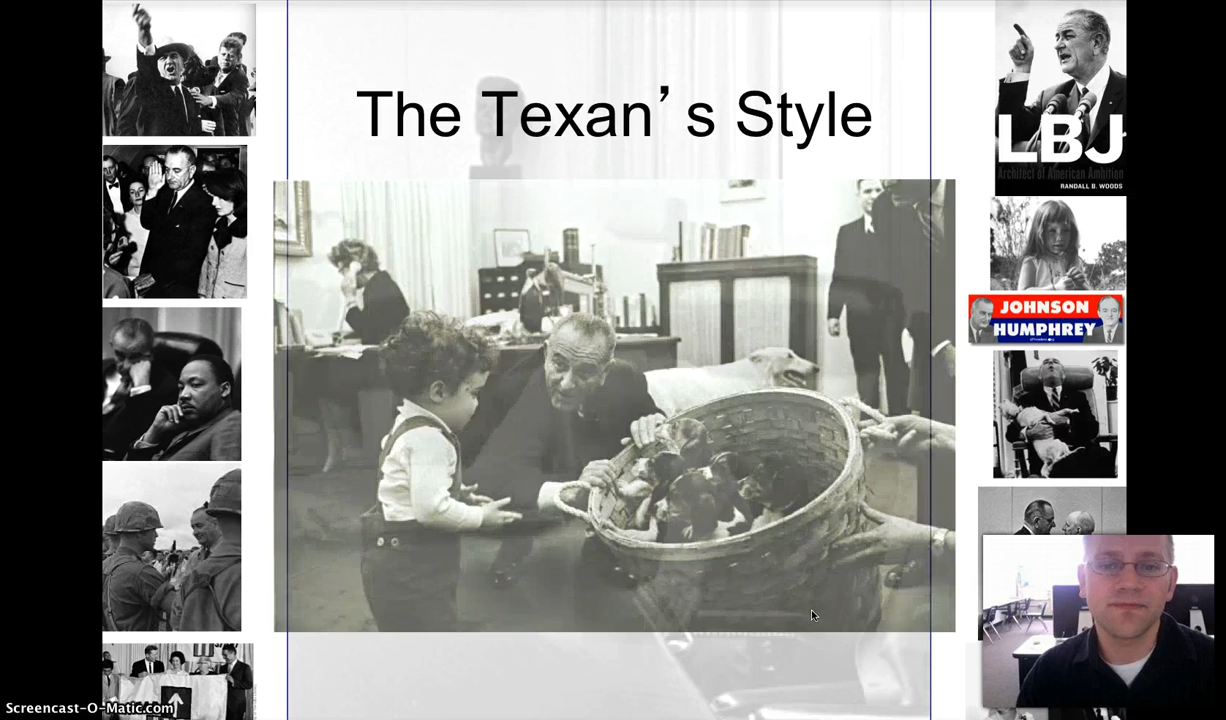 The Texan’s Style
LBJ
Architect of American Ambition
RANDALL B. WOODS
JOHNSON
HUMPHREY
Screencast-O-Matic.com